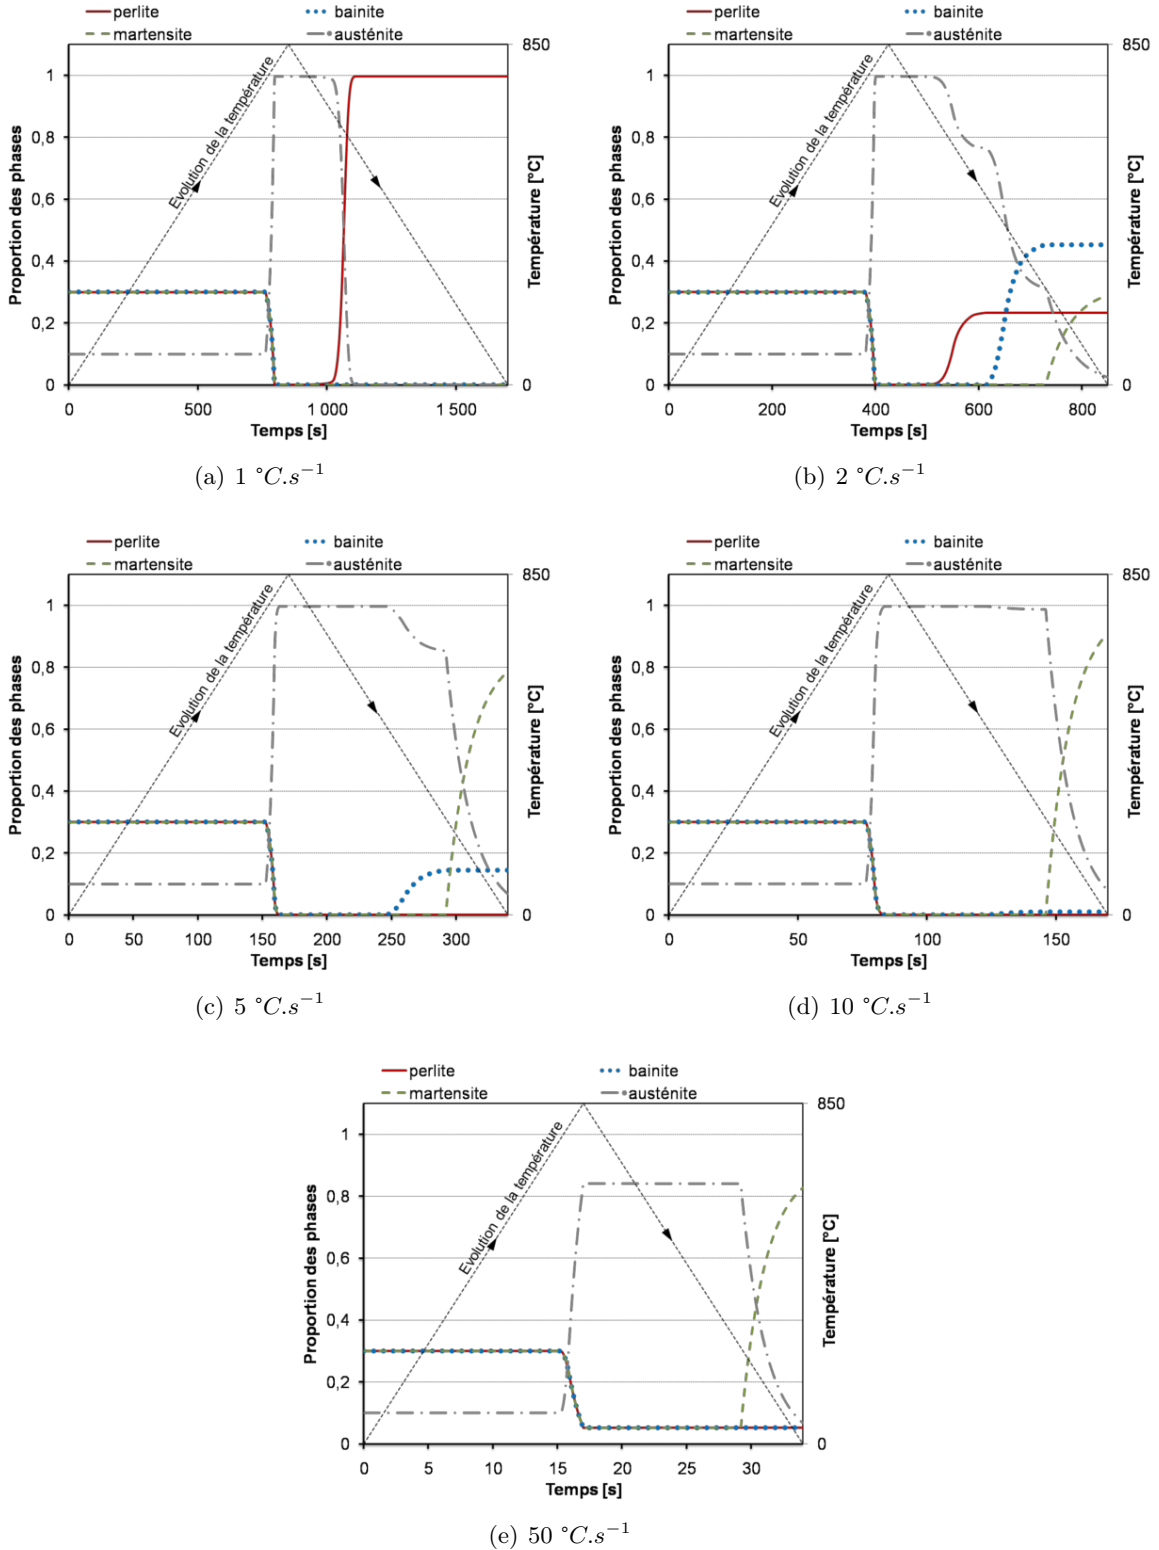 perlite bainite
martensite austénite
850
1
0,8
0,6
0,4
0,2
0
0
Proportion des phases
Evolution de la température
Température [°C]
0 500 1 000 1 500
Temps [s]
(a) 1 °C.s−1
perlite bainite
martensite austénite
850
1
0,8
0,6
0,4
0,2
0
0
Proportion des phases
Evolution de la température
Température [°C]
0 200 400 600 800
Temps [s]
(b) 2 °C.s−1
perlite bainite
martensite austénite
850
1
0,8
0,6
0,4
0,2
0
0
Proportion des phases
Evolution de la température
Température [°C]
0 50 100 150 200 250 300
Temps [s]
(c) 5 °C.s−1
perlite bainite
martensite austénite
850
1
0,8
0,6
0,4
0,2
0
0
Proportion des phases
Evolution de la température
Température [°C]
0 50 100 150
Temps [s]
(d) 10 °C.s−1
perlite bainite
martensite austénite
850
1
0,8
0,6
0,4
0,2
0
0
Proportion des phases
Evolution de la température
Température [°C]
0 5 10 15 20 25 30
Temps [s]
(e) 50 °C.s−1